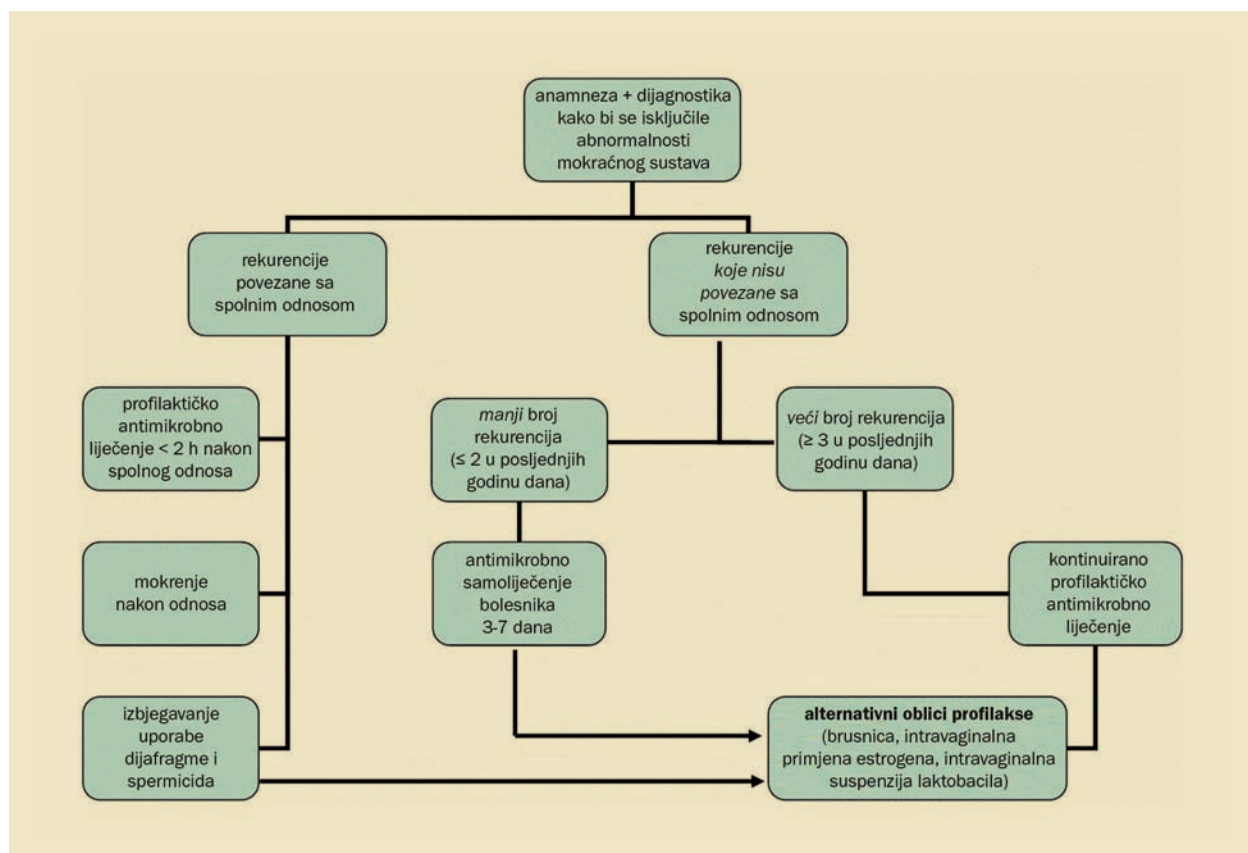 anamneza + dijagnostika
kako bi se isključile
abnormalnosti
mokraćnog sustava
rekurencije
povezane sa
spolnim odnosom
rekurencije
koje nisu
povezane sa
spolnim odnosom
profilaktičko
antimikrobno
liječenje < 2 h nakon
spolnog odnosa
manji broj
rekurencija
(≤ 2 u posljednjih
godinu dana)
veći broj rekurencija
(≥ 3 u posljednjih
godinu dana)
mokrenje
nakon odnosa
antimikrobno
samoliječenje
bolesnika
3-7 dana
kontinuirano
profilaktičko
antimikrobno
liječenje
izbjegavanje
uporabe
dijafragme i
spermicida
alternativni oblici profilakse
(brusnica, intravaginalna
primjena estrogena, intravaginalna
suspenzija laktobacila)